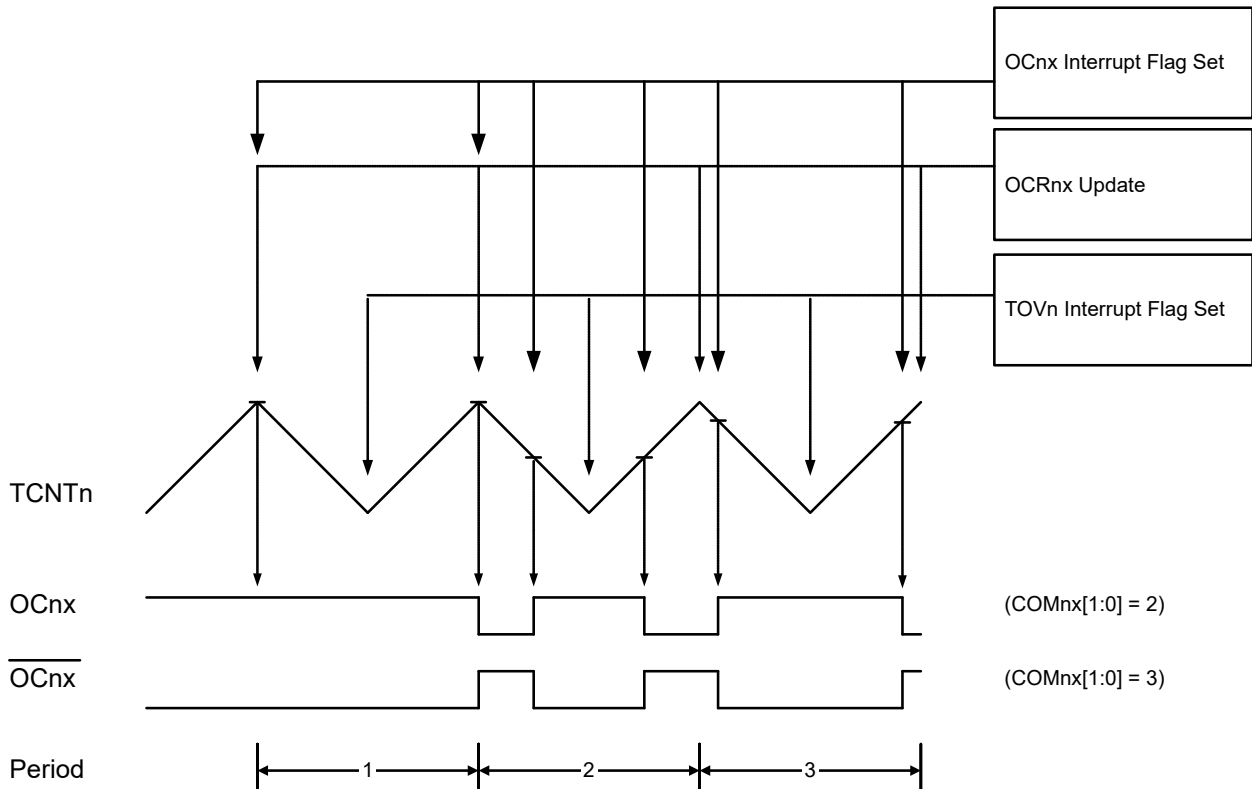 OCnx Interrupt Flag Set
OCRnx Update
TOVn Interrupt Flag Set
TCNTn
OCnx
(COMnx[1:0] = 2)
OCnx
(COMnx[1:0] = 3)
Period
1
2
3